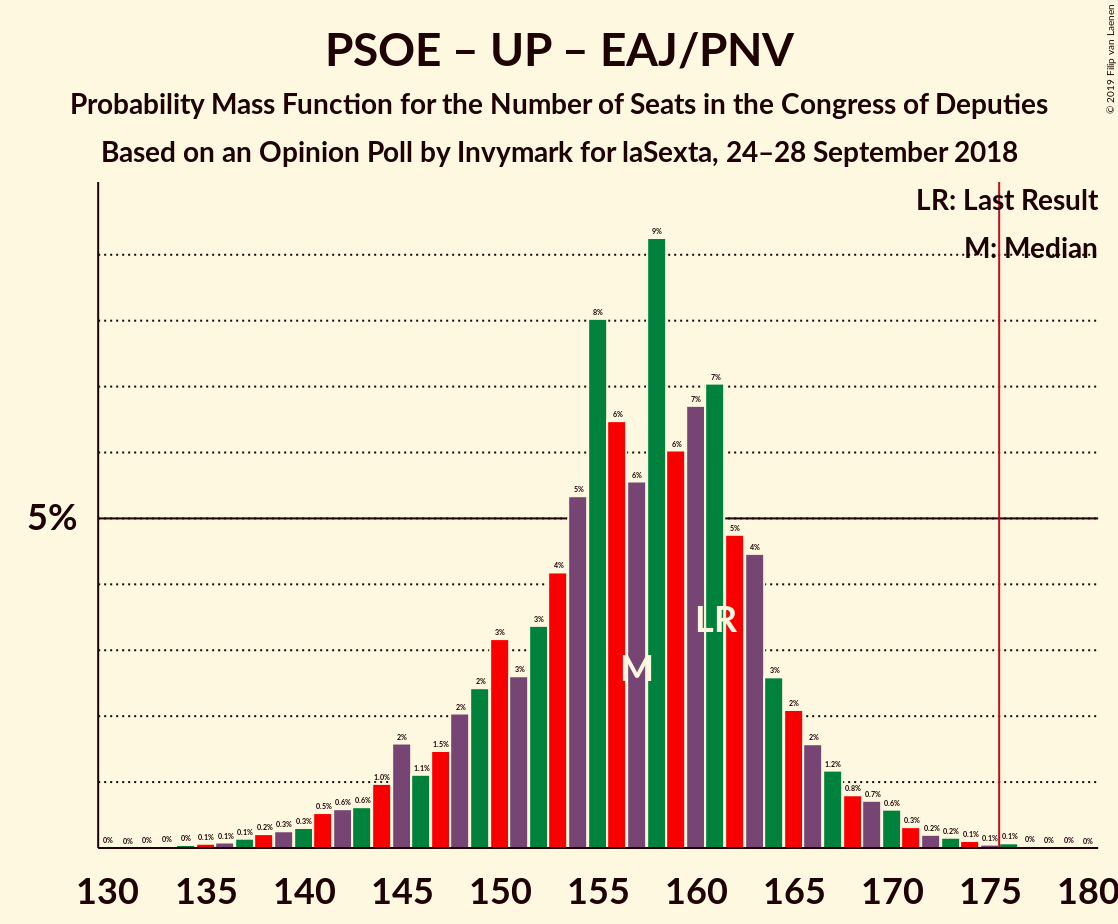 PSOE – UP – EAJ/PNV
Probability Mass Function for the Number of Seats in the Congress of Deputies
Based on an Opinion Poll by Invymark for laSexta, 24–28 September 2018
© 2019 Filip van Laenen
LR: Last Result
M: Median
5%
0% 0% 0% 0% 0% 0.1% 0.1% 0.1% 0.2% 0.3% 0.3% 0.5% 0.6% 0.6% 1.0% 2% 1.1% 1.5% 2% 2% 3% 3% 3% 4% 5% 8% 6% 6% 9% 6% 7% 7% 5% 4% 3% 2% 2% 1.2% 0.8% 0.7% 0.6% 0.3% 0.2% 0.2% 0.1% 0.1% 0.1% 0% 0% 0% 0%
LR
M
130 135 140 145 150 155 160 165 170 175 180